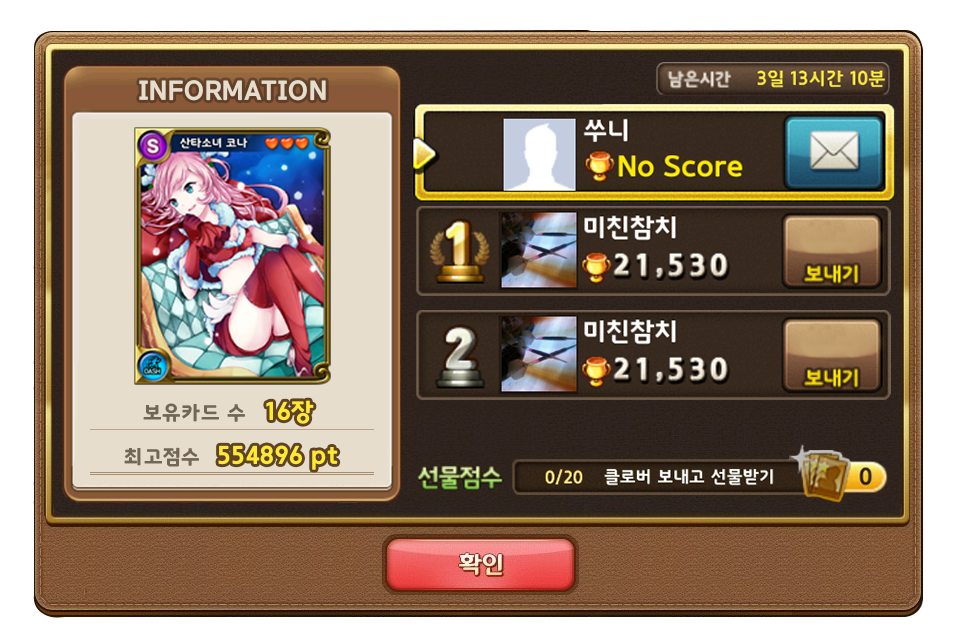 INFORMATION
S 산타소녀 코나
DASH
보유카드 수 16장
최고점수 554896 pt
남은시간 3일 13시간 10분
쑤니
No Score
1
미친참치
21,530
보내기
2
미친참치
21,530
보내기
선물점수 0/20 클로버 보내고 선물받기 0
확인